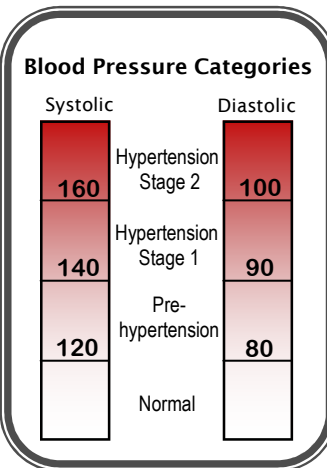 Blood Pressure Categories
Systolic
Diastolic
Hypertension
Stage 2
160
100
Hypertension
Stage 1
140
90
Pre-
hypertension
120
80
Normal